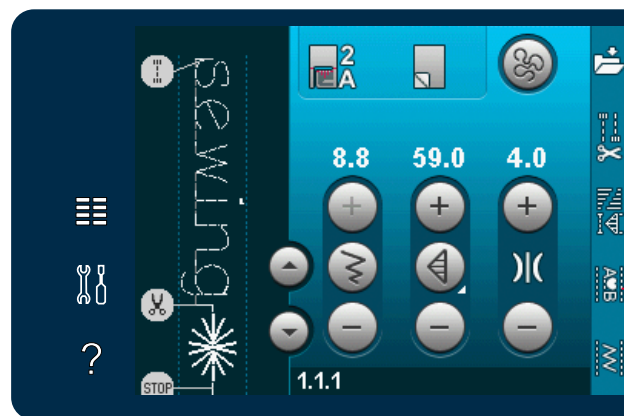 sewing
2
A
8.8 59.0 4.0
+ + +
− − −
A♥B
?
STOP
1.1.1